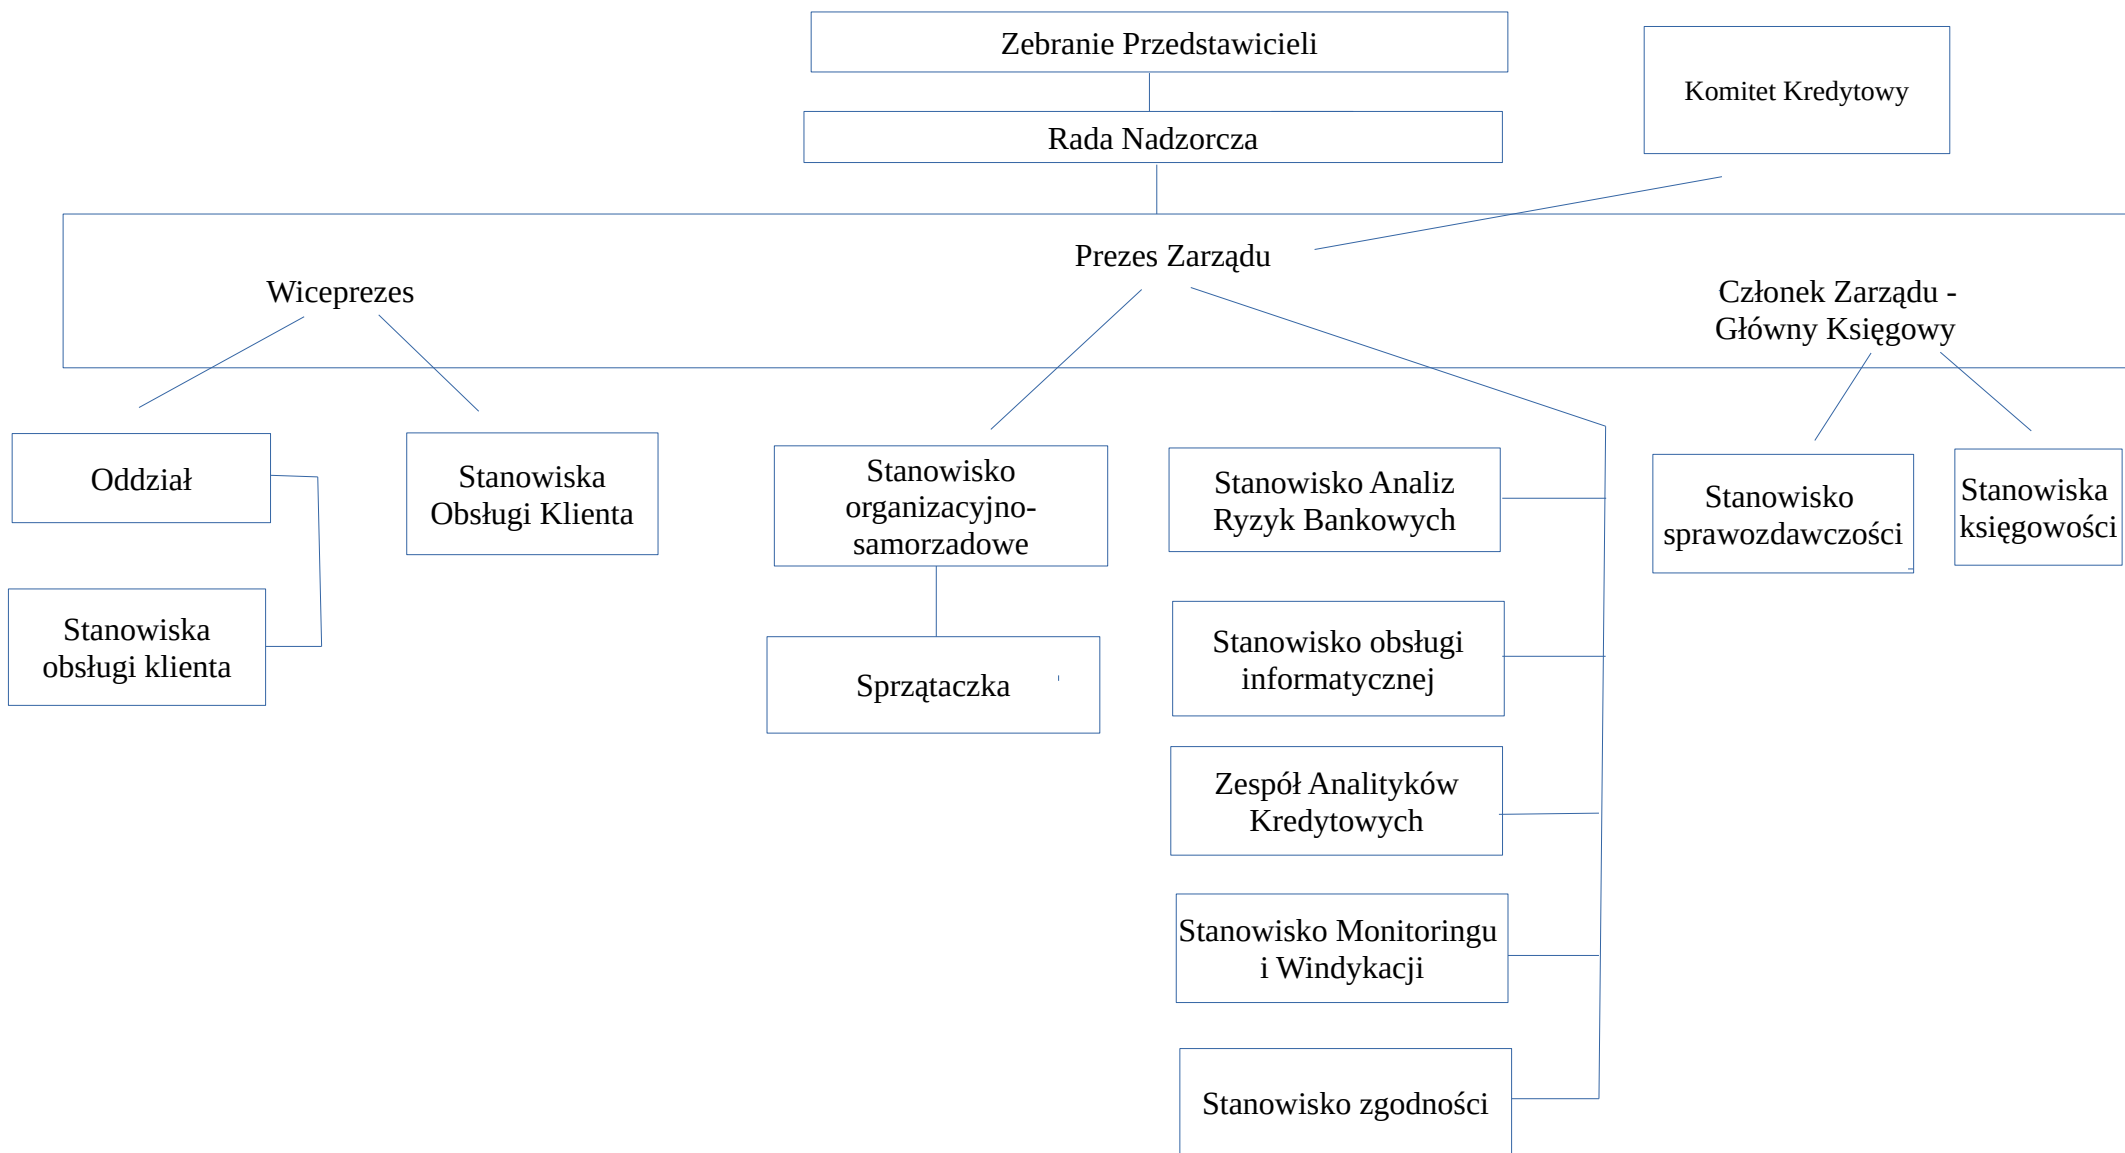 Zebranie Przedstawicieli
Komitet Kredytowy
Rada Nadzorcza
Prezes Zarządu
Wiceprezes
Członek Zarządu -
Główny Księgowy
Oddział
Stanowiska
Obsługi Klienta
Stanowisko
organizacyjno-
samorzadowe
Stanowisko Analiz
Ryzyk Bankowych
Stanowisko
sprawozdawczości
Stanowiska
księgowości
Stanowiska
obsługi klienta
Sprzątaczka
Stanowisko obsługi
informatycznej
Zespół Analityków
Kredytowych
Stanowisko Monitoringu
i Windykacji
Stanowisko zgodności